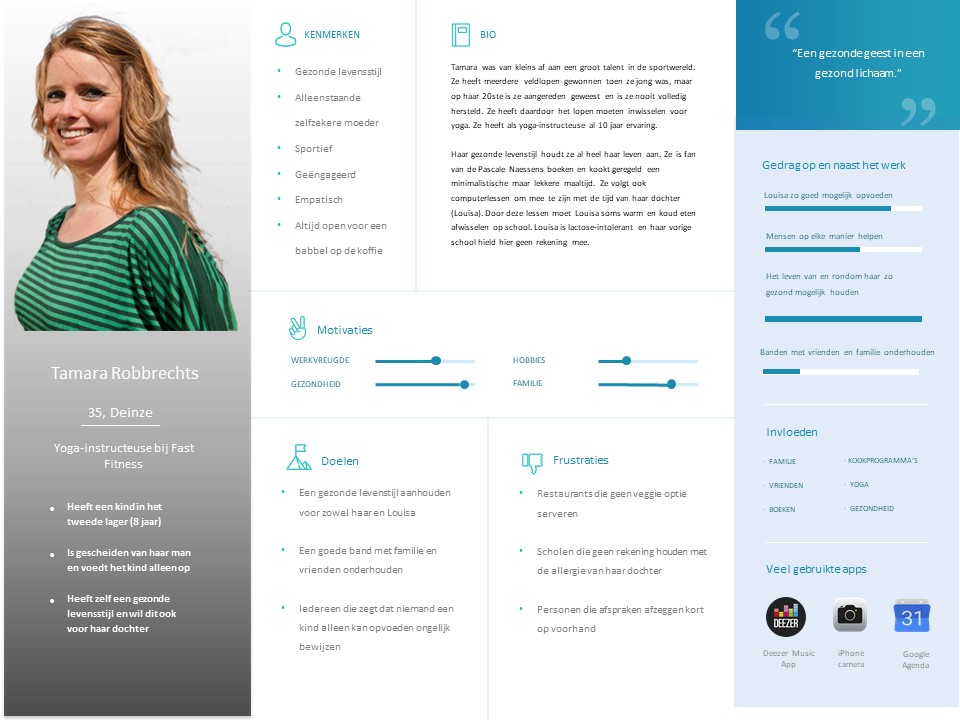 Tamara Robbrechts
35, Deinze
Yoga-instructeuse bij Fast
Fitness
• Heeft een kind in het
tweede lager (8 jaar)
• Is gescheiden van haar man
en voedt het kind alleen op
• Heeft zelf een gezonde
levensstijl en wil dit ook
voor haar dochter
KENMERKEN
• Gezonde levensstijl
• Alleenstaande
zelfzekere moeder
• Sportief
• Geëngageerd
• Empatisch
• Altijd open voor een
babbel op de koffie
BIO
Tamara was van kleins af aan een groot talent in de sportwereld.
Ze heeft meerdere veldlopen gewonnen toen ze jong was, maar
op haar 20ste is ze aangereden geweest en is ze nooit volledig
hersteld. Ze heeft daardoor het lopen moeten inwisselen voor
yoga. Ze heeft als yoga-instructeuse al 10 jaar ervaring.
Haar gezonde levenstijl houdt ze al heel haar leven aan. Ze is fan
van de Pascale Naessens boeken en kookt geregeld een
minimalistische maar lekkere maaltijd. Ze volgt ook
computerlessen om mee te zijn met de tijd van haar dochter
(Louisa). Door deze lessen moet Louisa soms warm en koud eten
afwisselen op school. Louisa is lactose-intolerant en haar vorige
school hield hier geen rekening mee.
Motivaties
WERKVREUGDE
GEZONDHEID
HOBBIES
FAMILIE
Doelen
• Een gezonde levenstijl aanhouden
voor zowel haar en Louisa
• Een goede band met familie en
vrienden onderhouden
• Iedereen die zegt dat niemand een
kind alleen kan opvoeden ongelijk
bewijzen
Frustraties
• Restaurants die geen veggie optie
serveren
• Scholen die geen rekening houden met
de allergie van haar dochter
• Personen die afspraken afzeggen kort
op voorhand
“Een gezonde geest in een
gezond lichaam.”
Gedrag op en naast het werk
Louisa zo goed mogelijk opvoeden
Mensen op elke manier helpen
Het leven van en rondom haar zo
gezond mogelijk houden
Banden met vrienden en familie onderhouden
Invloeden
- FAMILIE
- VRIENDEN
- BOEKEN
- KOOKPROGRAMMA'S
- YOGA
- GEZONDHEID
Veel gebruikte apps
DEEZER
31
Deezer Music
App
iPhone
camera
Google
Agenda